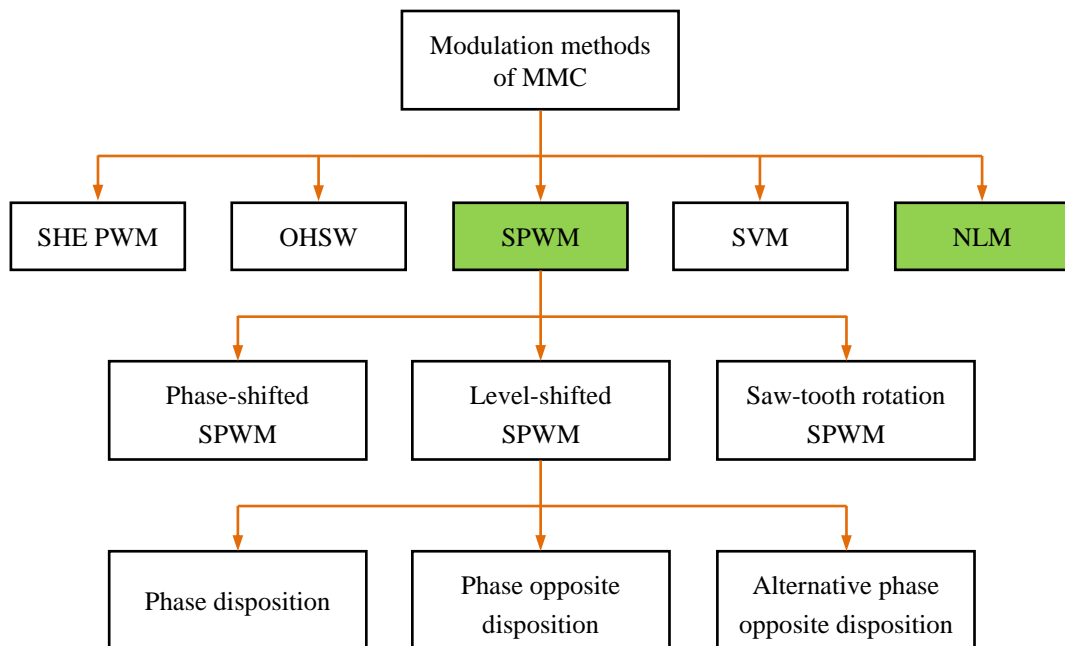 Modulation methods
of MMC
SHE PWM
OHSW
SPWM
SVM
NLM
Phase-shifted
SPWM
Level-shifted
SPWM
Saw-tooth rotation
SPWM
Phase disposition
Phase opposite
disposition
Alternative phase
opposite disposition